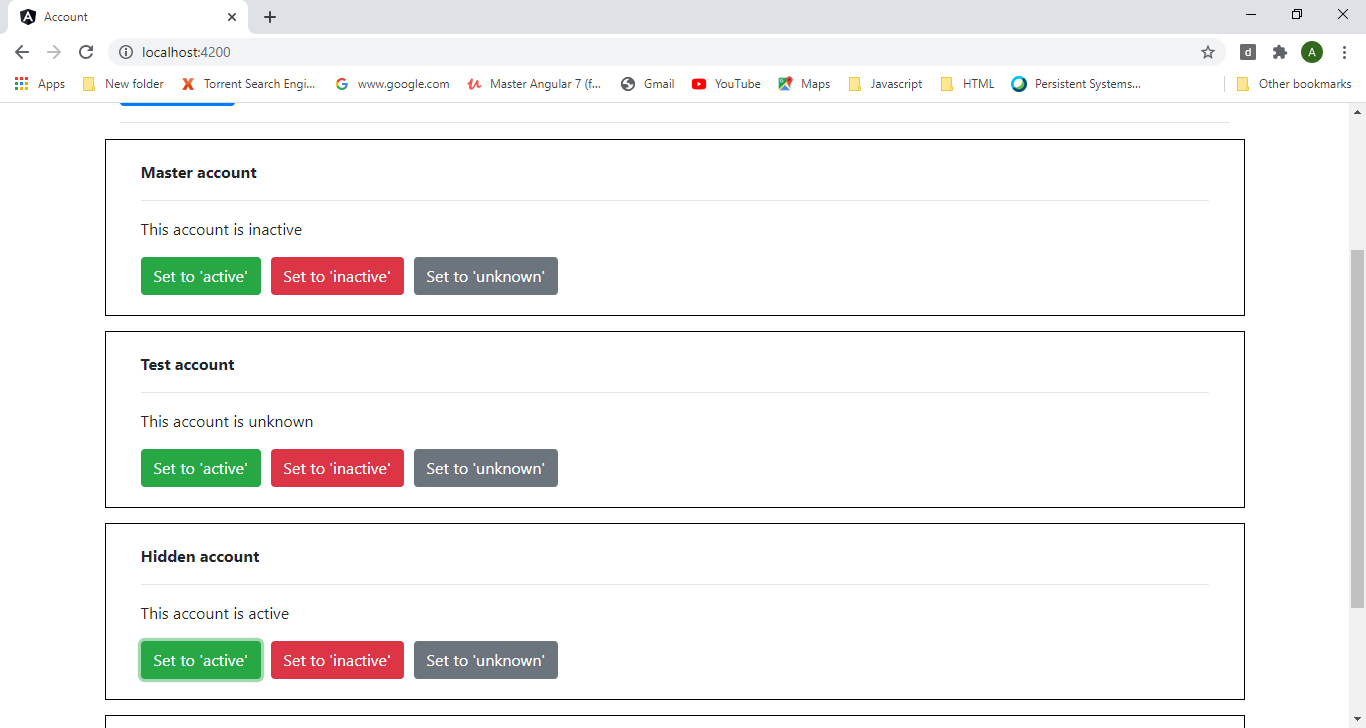 Account
localhost:4200
A
Apps New folder Torrent Search Engi... www.google.com Master Angular 7 (f... Gmail YouTube Maps Javascript HTML Persistent Systems... Other bookmarks
Master account
This account is inactive
Set to 'active' Set to 'inactive' Set to 'unknown'
Test account
This account is unknown
Set to 'active' Set to 'inactive' Set to 'unknown'
Hidden account
This account is active
Set to 'active' Set to 'inactive' Set to 'unknown'